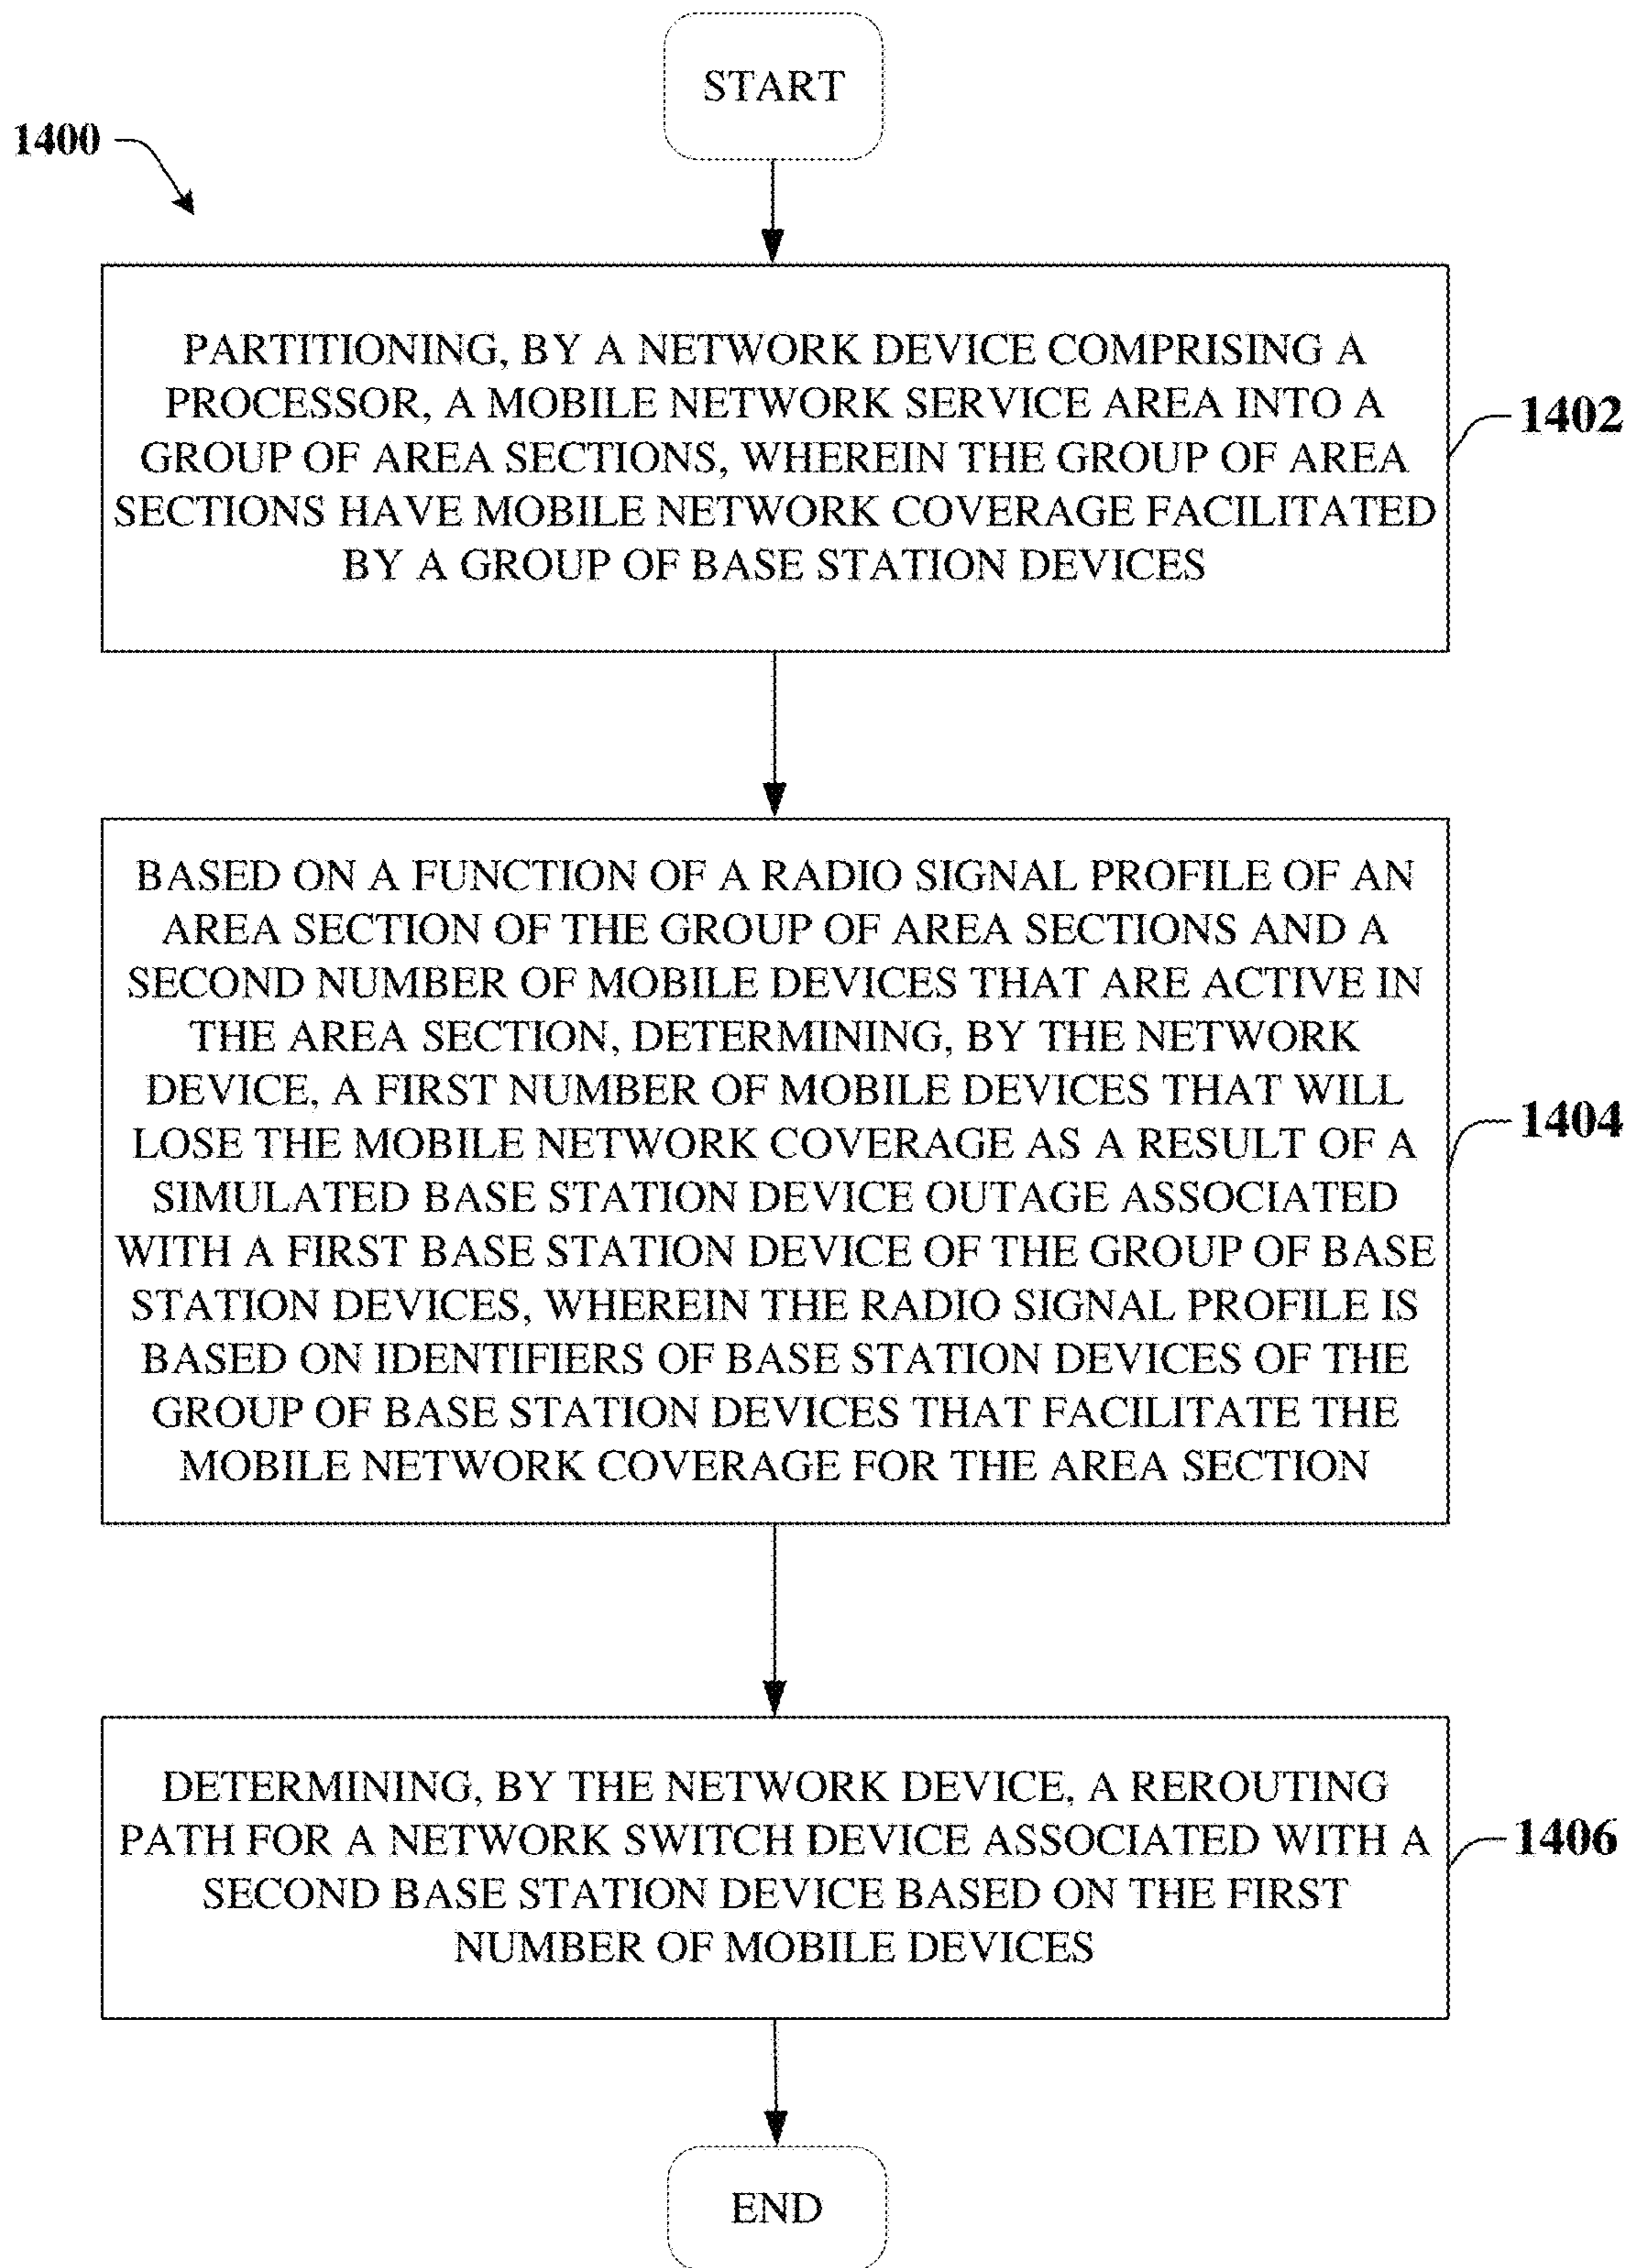 START
1400
PARTITIONING, BY A NETWORK DEVICE COMPRISING A
PROCESSOR, A MOBILE NETWORK SERVICE AREA INTO A
GROUP OF AREA SECTIONS, WHEREIN THE GROUP OF AREA
SECTIONS HAVE MOBILE NETWORK COVERAGE FACILITATED
BY A GROUP OF BASE STATION DEVICES
1402
BASED ON A FUNCTION OF A RADIO SIGNAL PROFILE OF AN
AREA SECTION OF THE GROUP OF AREA SECTIONS AND A
SECOND NUMBER OF MOBILE DEVICES THAT ARE ACTIVE IN
THE AREA SECTION, DETERMINING, BY THE NETWORK
DEVICE, A FIRST NUMBER OF MOBILE DEVICES THAT WILL
LOSE THE MOBILE NETWORK COVERAGE AS A RESULT OF A
SIMULATED BASE STATION DEVICE OUTAGE ASSOCIATED
WITH A FIRST BASE STATION DEVICE OF THE GROUP OF BASE
STATION DEVICES, WHEREIN THE RADIO SIGNAL PROFILE IS
BASED ON IDENTIFIERS OF BASE STATION DEVICES OF THE
GROUP OF BASE STATION DEVICES THAT FACILITATE THE
MOBILE NETWORK COVERAGE FOR THE AREA SECTION
1404
DETERMINING, BY THE NETWORK DEVICE, A REROUTING
PATH FOR A NETWORK SWITCH DEVICE ASSOCIATED WITH A
SECOND BASE STATION DEVICE BASED ON THE FIRST
NUMBER OF MOBILE DEVICES
1406
END